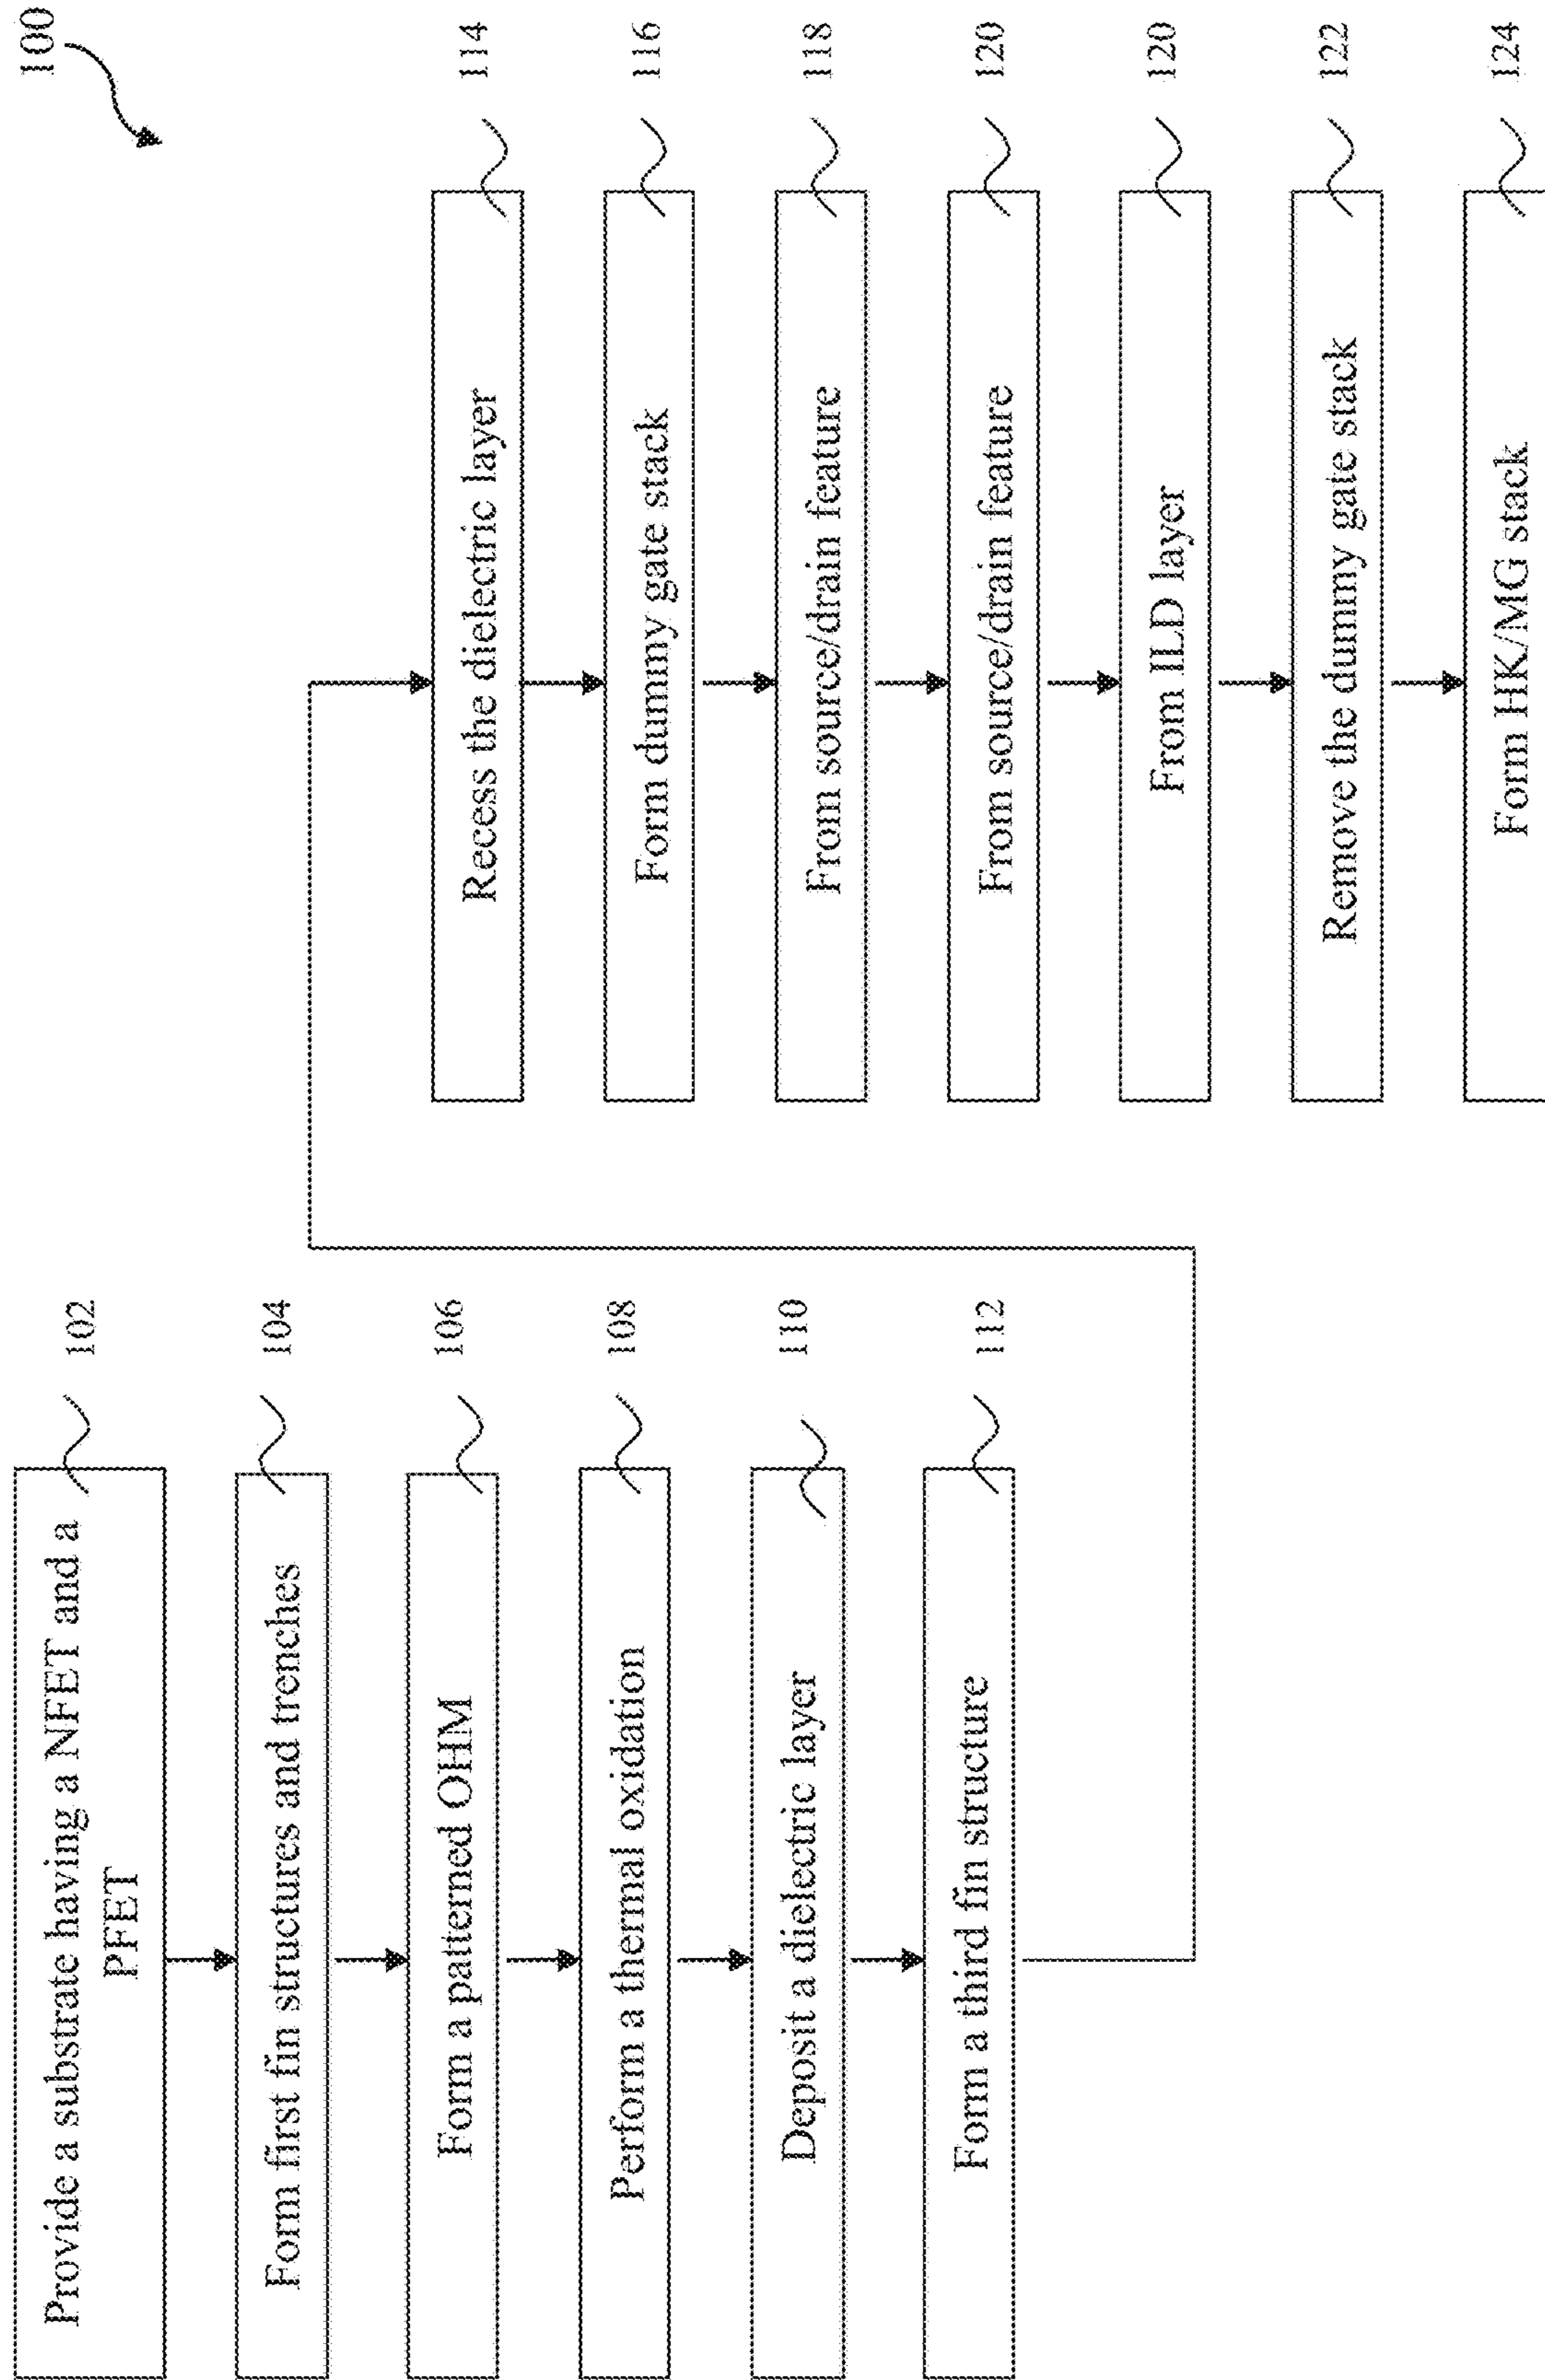 100
Provide a substrate having a NFET and a
PFET
102
Form first fin structures and trenches
104
Form a patterned OHM
106
Perform a thermal oxidation
108
Deposit a dielectric layer
110
Form a third fin structure
112
Recess the dielectric layer
114
Form dummy gate stack
116
From source/drain feature
118
From source/drain feature
120
From ILD layer
120
Remove the dummy gate stack
122
Form HK/MG stack
124